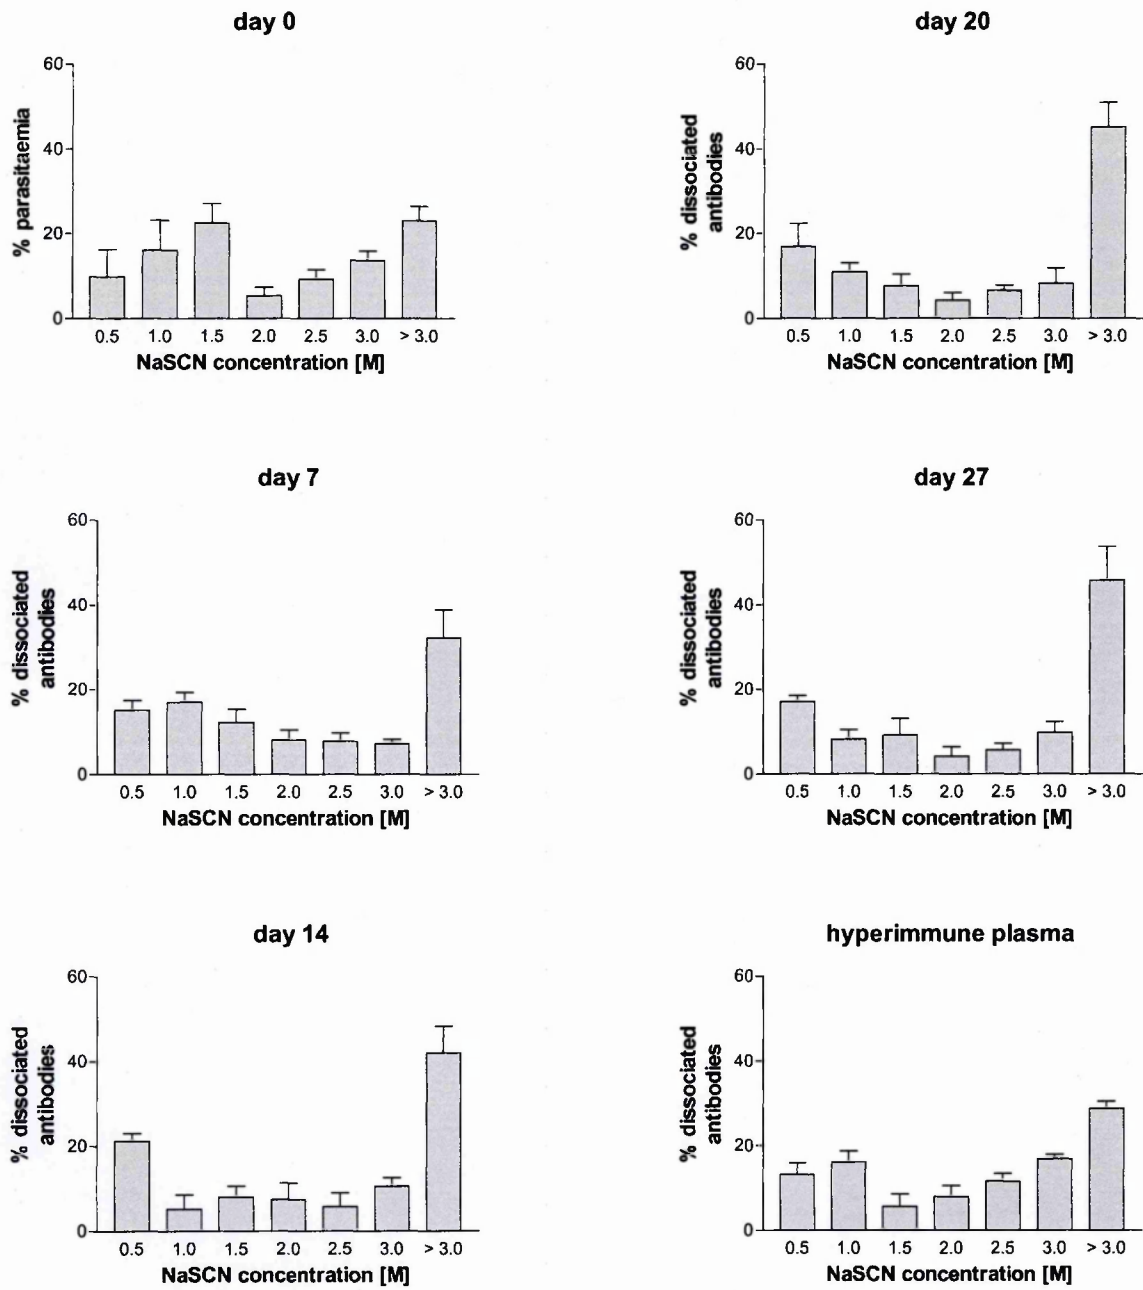 day 0
% parasitaemia
60
40
20
0
0.5 1.0 1.5 2.0 2.5 3.0 > 3.0
NaSCN concentration [M]
day 20
% dissociated
antibodies
60
40
20
0
0.5 1.0 1.5 2.0 2.5 3.0 > 3.0
NaSCN concentration [M]
day 7
% dissociated
antibodies
60
40
20
0
0.5 1.0 1.5 2.0 2.5 3.0 > 3.0
NaSCN concentration [M]
day 27
% dissociated
antibodies
60
40
20
0
0.5 1.0 1.5 2.0 2.5 3.0 > 3.0
NaSCN concentration [M]
day 14
% dissociated
antibodies
60
40
20
0
0.5 1.0 1.5 2.0 2.5 3.0 > 3.0
NaSCN concentration [M]
hyperimmune plasma
% dissociated
antibodies
60
40
20
0
0.5 1.0 1.5 2.0 2.5 3.0 > 3.0
NaSCN concentration [M]